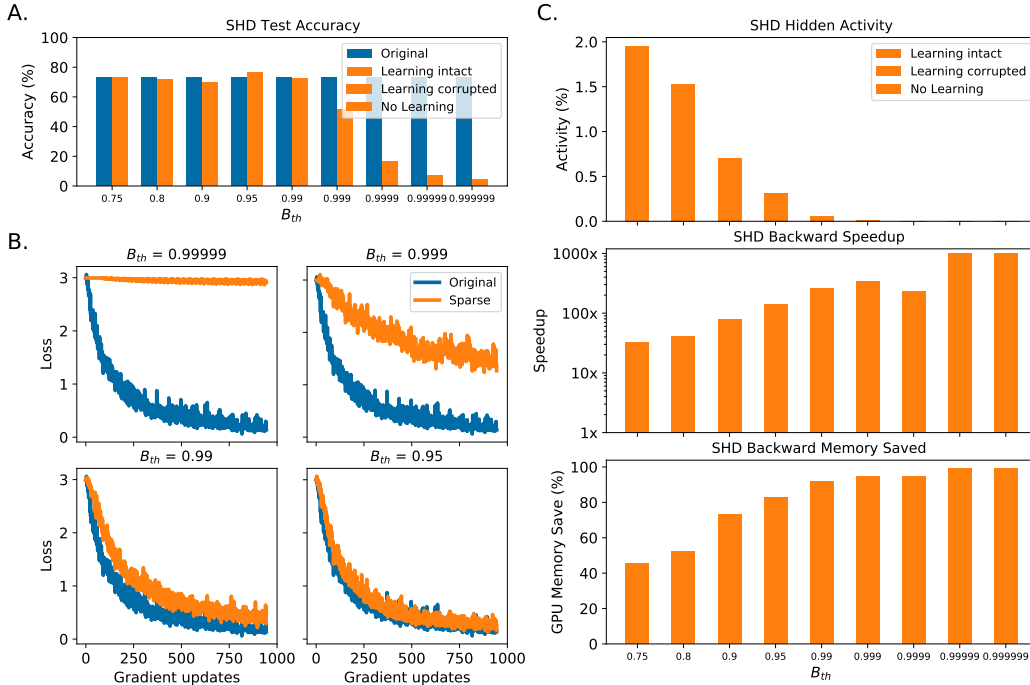 A.
SHD Test Accuracy
Accuracy (%)
100
80
60
40
20
0
Original
Learning intact
Learning corrupted
No Learning
0.75 0.8 0.9 0.95 0.99 0.999 0.9999 0.99999 0.999999
B_th
B.
B_th = 0.99999
B_th = 0.999
Loss
3
2
1
0
Original
Sparse
B_th = 0.99
B_th = 0.95
Loss
3
2
1
0
0 250 500 750 1000
0 250 500 750 1000
Gradient updates
Gradient updates
C.
SHD Hidden Activity
Activity (%)
2.0
1.5
1.0
0.5
0.0
Learning intact
Learning corrupted
No Learning
SHD Backward Speedup
Speedup
1000x
100x
10x
1x
SHD Backward Memory Saved
GPU Memory Save (%)
100
80
60
40
20
0
0.75 0.8 0.9 0.95 0.99 0.999 0.9999 0.99999 0.999999
B_th